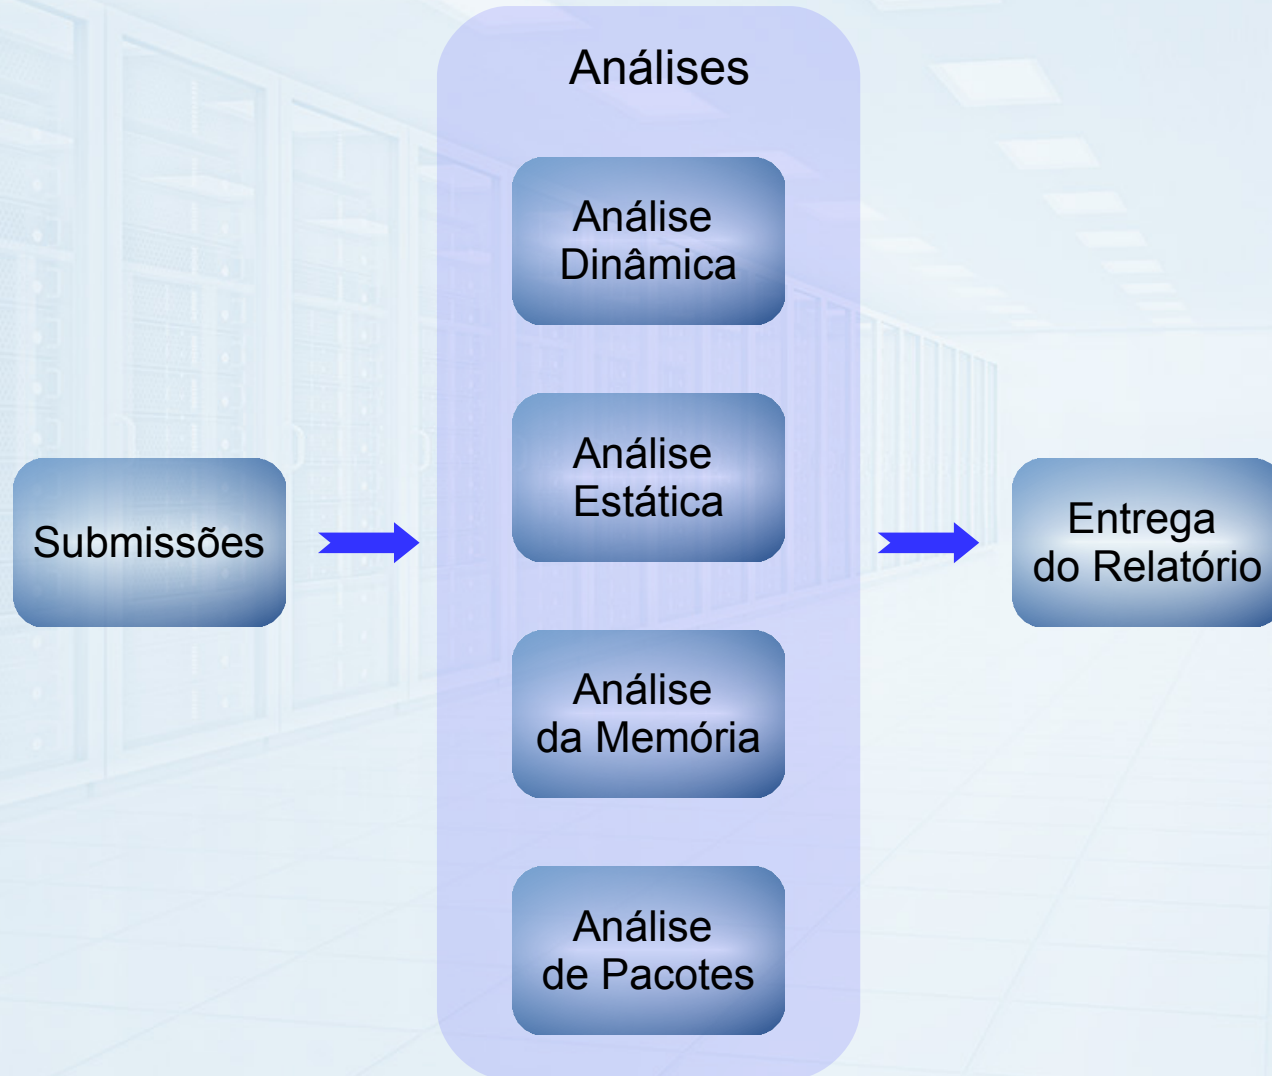 Análises
Análise
Dinâmica
Análise
Estática
Submissões
Entrega
do Relatório
Análise
da Memória
Análise
de Pacotes